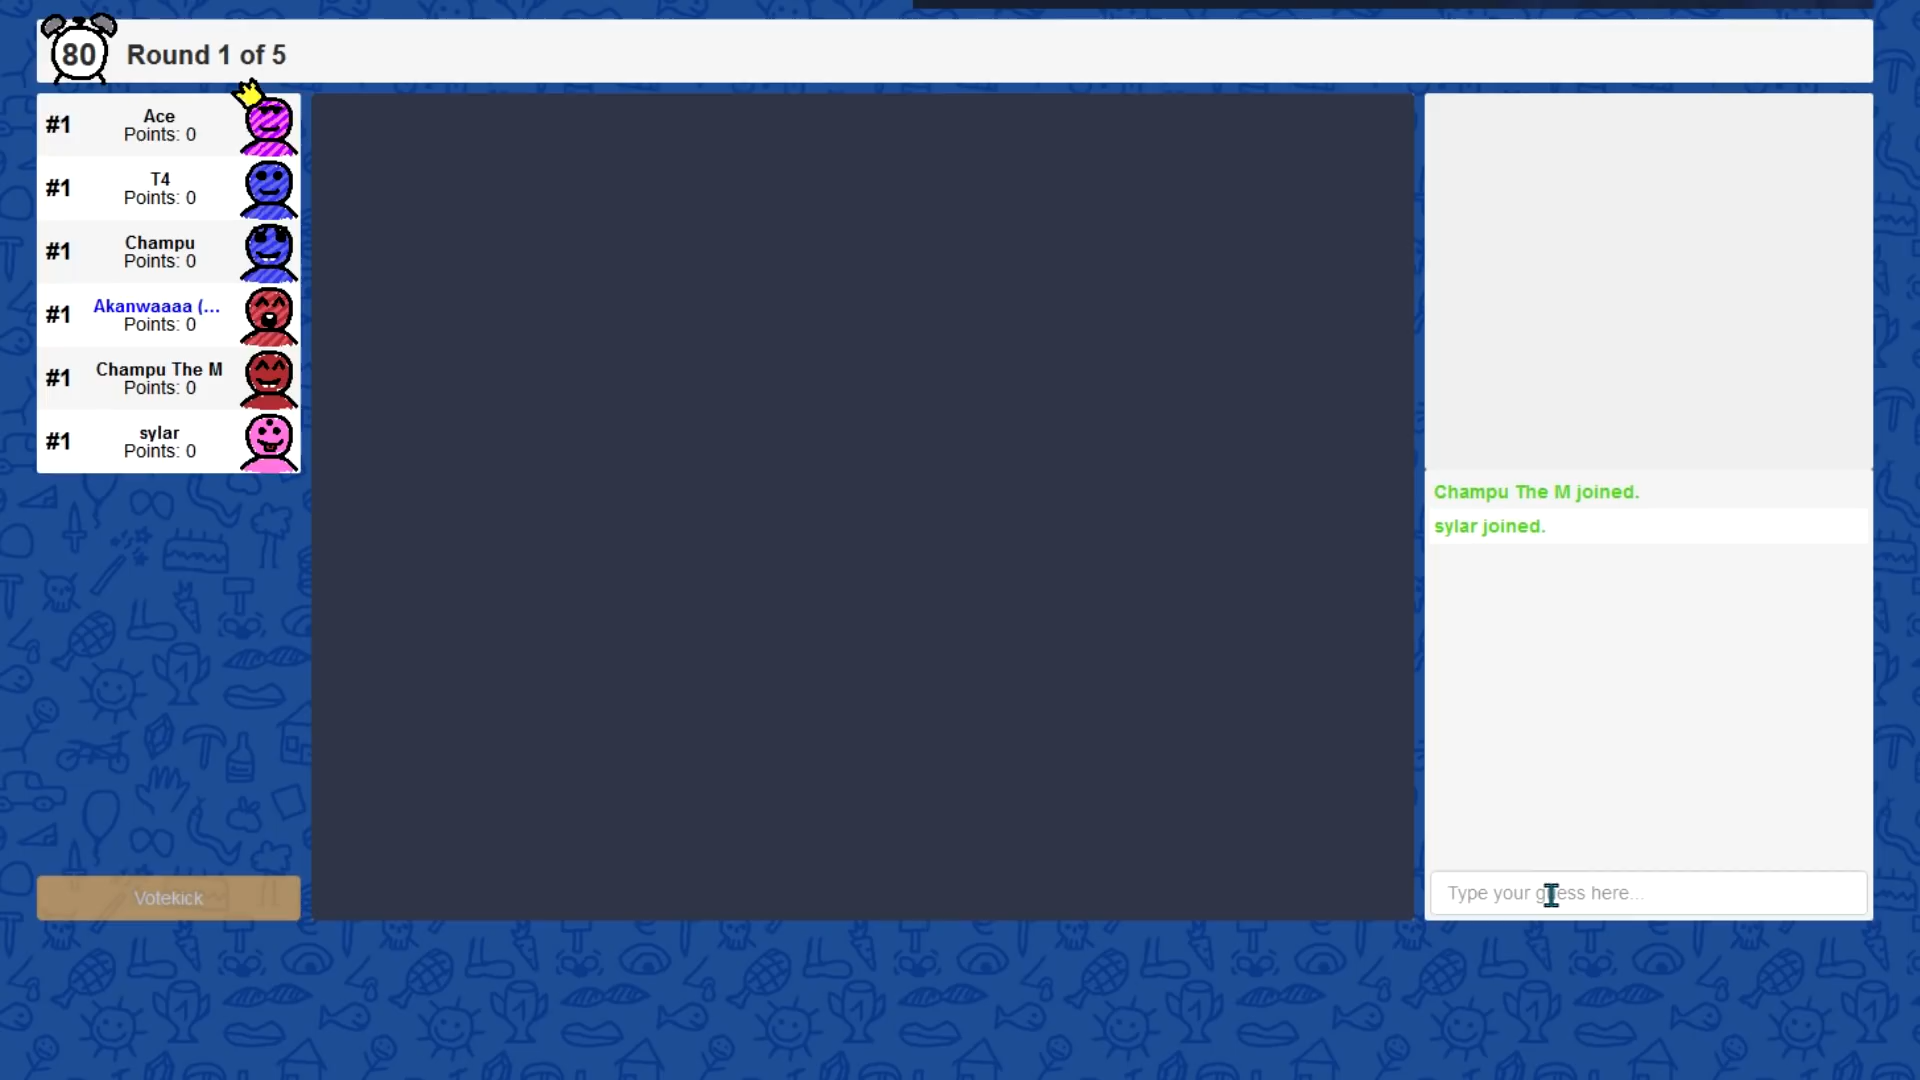 80
Round 1 of 5
#1
Ace
Points: 0
#1
T4
Points: 0
#1
Champu
Points: 0
#1
Akanwaaaa (...
Points: 0
#1
Champu The M
Points: 0
#1
sylar
Points: 0
Votekick
Champu The M joined.
sylar joined.
Type your guess here...